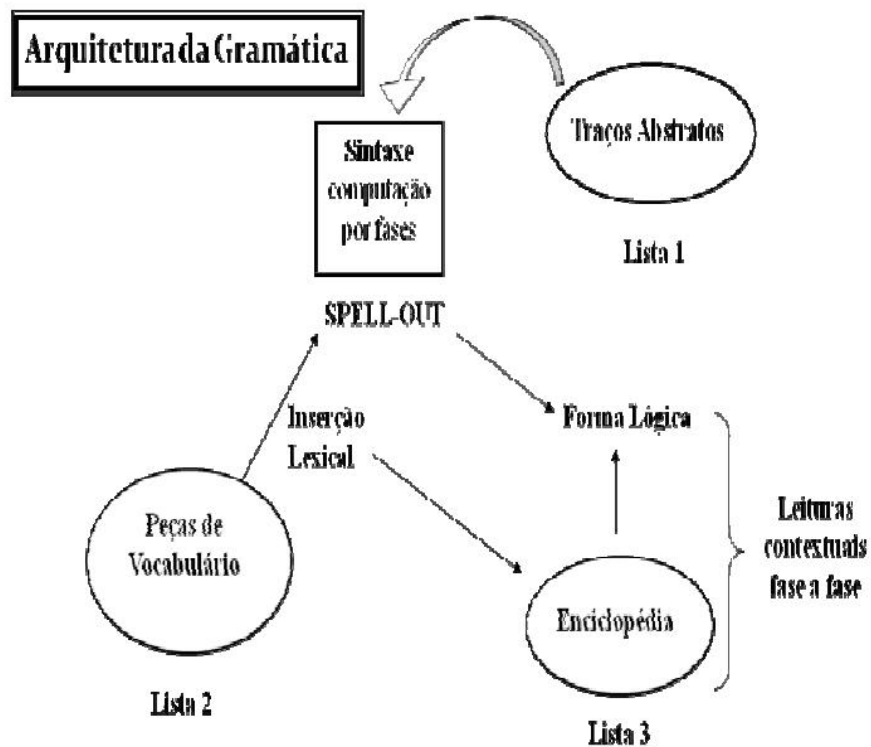 Arquitetura da Gramática
Traços Abstratos
Sintaxe
computação
por fases
Lista 1
SPELL-OUT
Inserção
Lexical
Forma Lógica
Peças de
Vocabulário
Leituras
contextuais
fase a fase
Enciclopédia
Lista 2
Lista 3